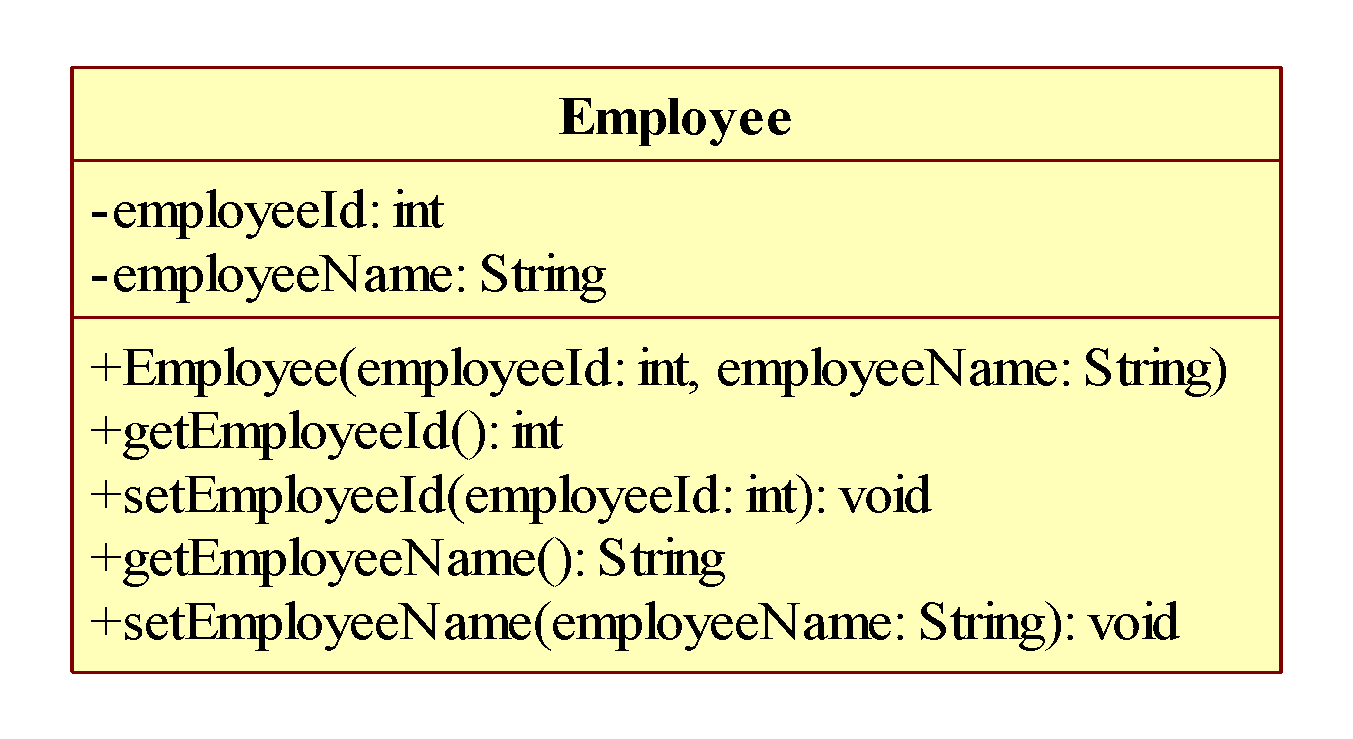 Employee
-employeeId: int
-employeeName: String
+Employee(employeeId: int, employeeName: String)
+getEmployeeId(): int
+setEmployeeId(employeeId: int): void
+getEmployeeName(): String
+setEmployeeName(employeeName: String): void